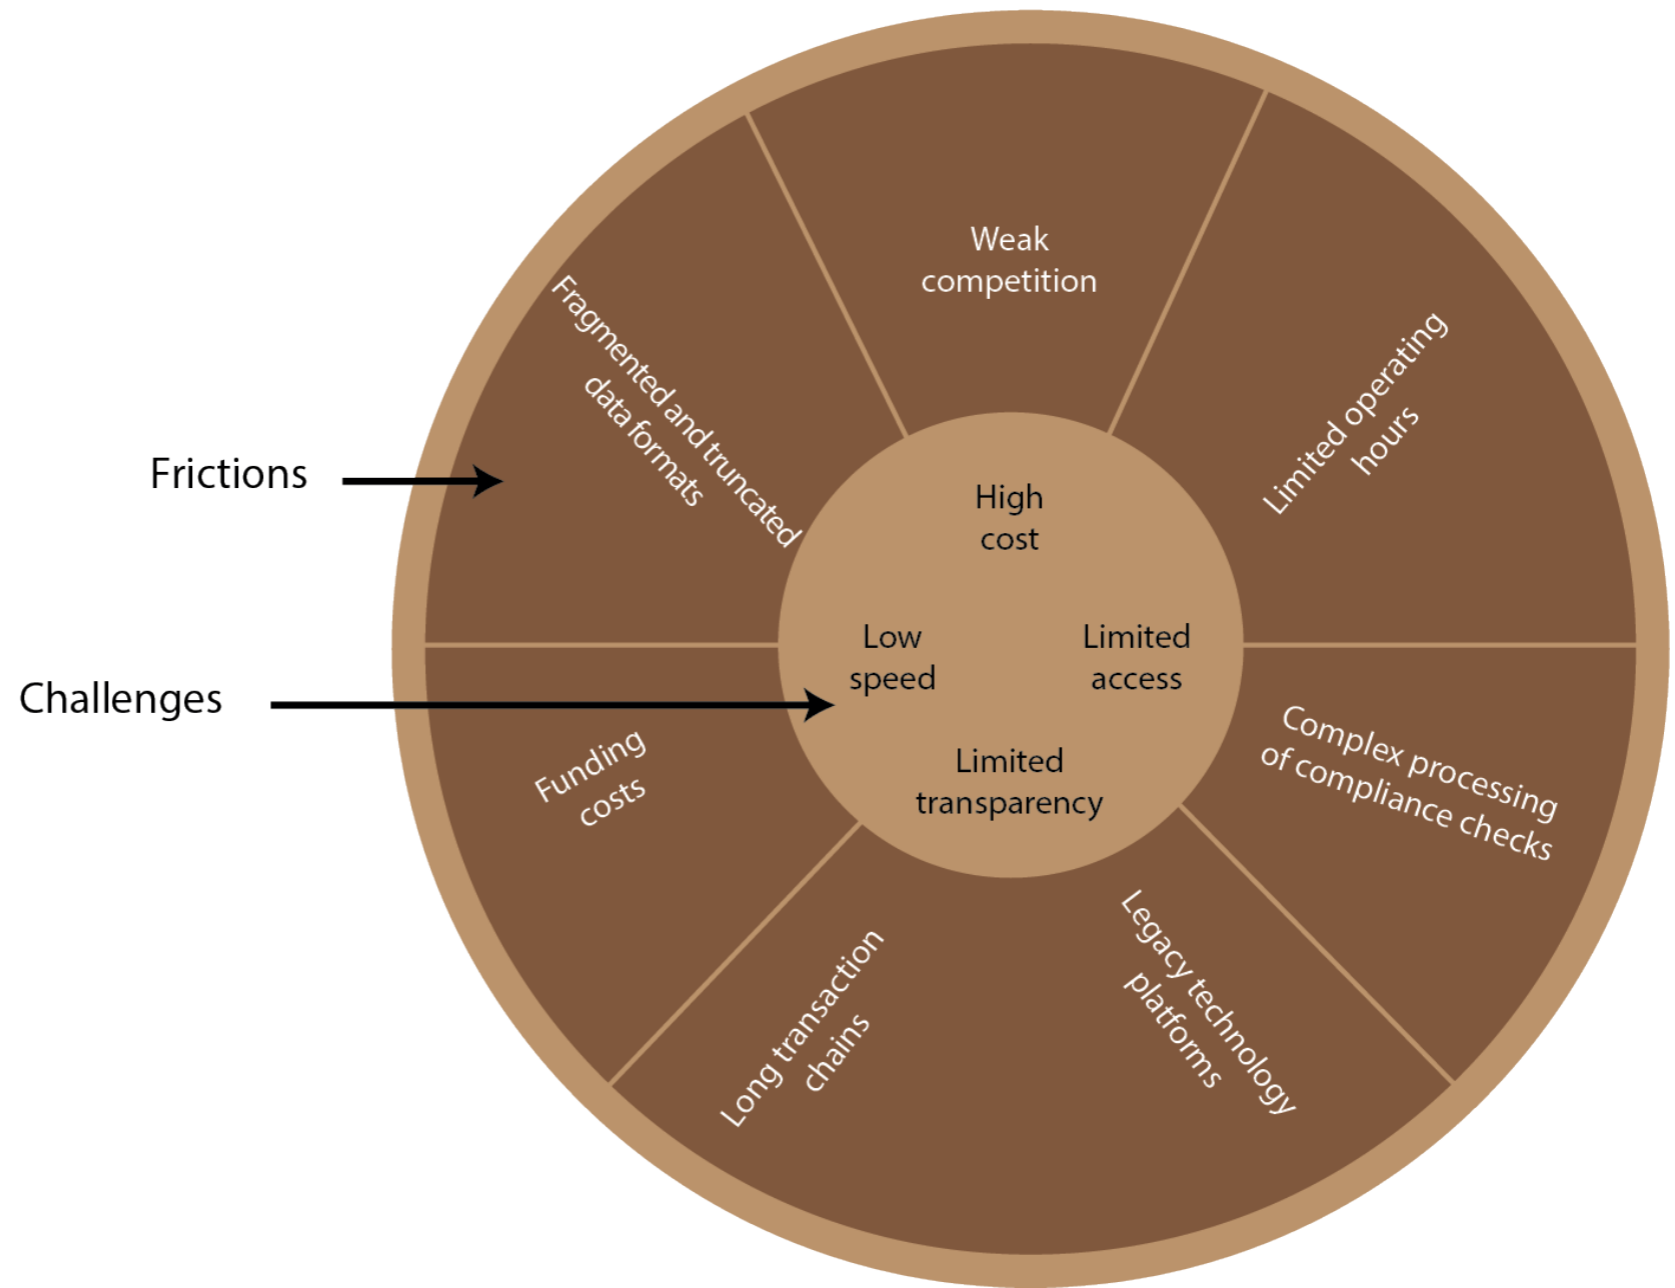 Frictions
Challenges
Weak
competition
Limited operating
hours
Complex processing
of compliance checks
Legacy technology
platforms
Long transaction
chains
Funding
costs
Fragmented and truncated
data formats
High
cost
Low
speed
Limited
access
Limited
transparency